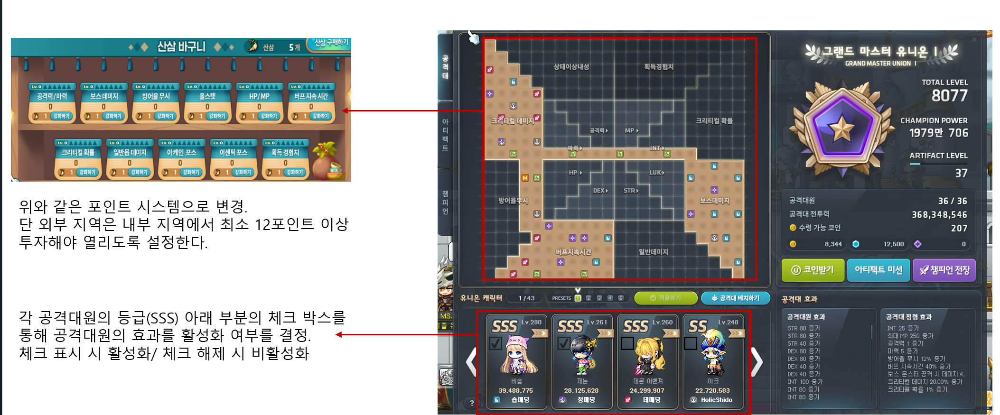 산삼 바구니
산삼 5 개
산삼 구매하기
Lv.0 Lv.0 Lv.0 Lv.0 Lv.0 Lv.0
공격력/마력 보스 데미지 방어율 무시 올스탯 HP/MP 버프 지속 시간
0 0 0 0 0 0
1 강화하기 1 강화하기 1 강화하기 1 강화하기 1 강화하기 1 강화하기
Lv.0 Lv.0 Lv.0 Lv.0 Lv.0
크리티컬 확률 일반몹 데미지 아케인 포스 어센틱 포스 획득 경험치
0 0 0 0 0
1 강화하기 1 강화하기 1 강화하기 1 강화하기 1 강화하기
위와 같은 포인트 시스템으로 변경.
단 외부 지역은 내부 지역에서 최소 12포인트 이상
투자해야 열리도록 설정한다.
각 공격대원의 등급(SSS) 아래 부분의 체크 박스를
통해 공격대원의 효과를 활성화 여부를 결정.
체크 표시 시 활성화/ 체크 해제 시 비활성화
공격대
아티팩트
챔피언
상태이상내성 획득경험치
크리티컬 데미지 크리티컬 확률
공격력 MP
마력 INT
HP LUK
DEX STR
방어율무시 보스데미지
버프지속시간 일반데미지
M
그랜드 마스터 유니온 I
GRAND MASTER UNION I
TOTAL LEVEL
8077
CHAMPION POWER
1979만 706
ARTIFACT LEVEL
37
공격대원 36 / 36
공격대 전투력 368,348,546
수령 가능 코인 207
8,344 12,500 0
코인받기 아티팩트 미션 챔피언 전장
유니온 캐릭터 1 / 43 PRESETS 1 2 3 4 5 적용하기 공격대 배치하기
SSS Lv.280 SSS Lv.261 SSS Lv.260 SS Lv.248
비숍 제논 데몬 어벤져 아크
39,488,775 28,125,628 24,299,907 22,720,583
HolicShido
?
MS.
공격대 효과
공격대원 효과
STR 80 증가
STR 80 증가
STR 40 증가
DEX 80 증가
DEX 80 증가
DEX 40 증가
DEX 40 증가
INT 100 증가
INT 80 증가
INT 80 증가
공격대 점령 효과
INT 25 증가
최대 MP 250 증가
공격력 1 증가
마력 5 증가
방어율 무시 12% 증가
버프 지속시간 40% 증가
보스 몬스터 공격 시 데미지 4..
크리티컬 데미지 20.00% 증가
크리티컬 확률 1% 증가